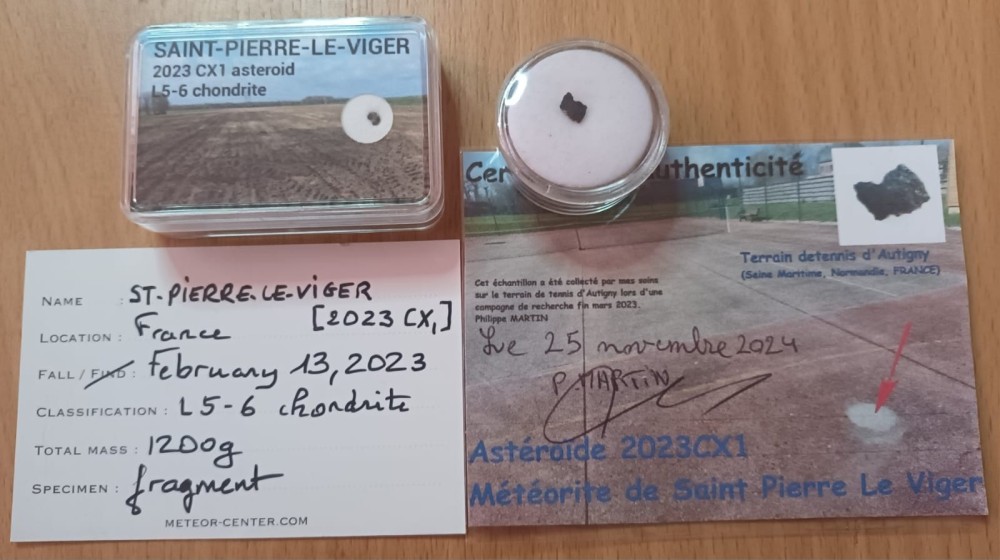 SAINT-PIERRE-LE-VIGER
2023 CX1 asteroid
L5-6 chondrite
NAME : ST-PIERRE-LE-VIGER
LOCATION : France [2023 CX1]
FALL / FIND : February 13, 2023
CLASSIFICATION : L5-6 chondrite
TOTAL MASS : 1200g
SPECIMEN : fragment
METEOR-CENTER.COM
Cer uthenticité
Terrain detennis d'Autigny
(Seine Maritime, Normandie, FRANCE)
Cet échantillon a été collecté par mes soins
sur le terrain de tennis d'Autigny lors d'une
campagne de recherche fin mars 2023.
Philippe MARTIN
Le 25 novembre 2024
P. MARTIN
Astéroide 2023CX1
Météorite de Saint Pierre Le Viger